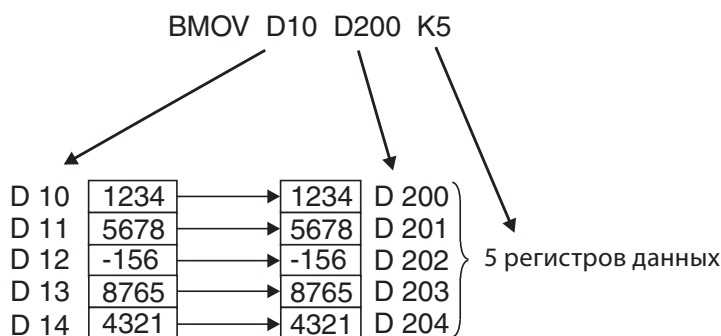 BMOV D10 D200 K5
D 10 1234 1234 D 200
D 11 5678 5678 D 201
D 12 -156 -156 D 202 5 регистров данных
D 13 8765 8765 D 203
D 14 4321 4321 D 204